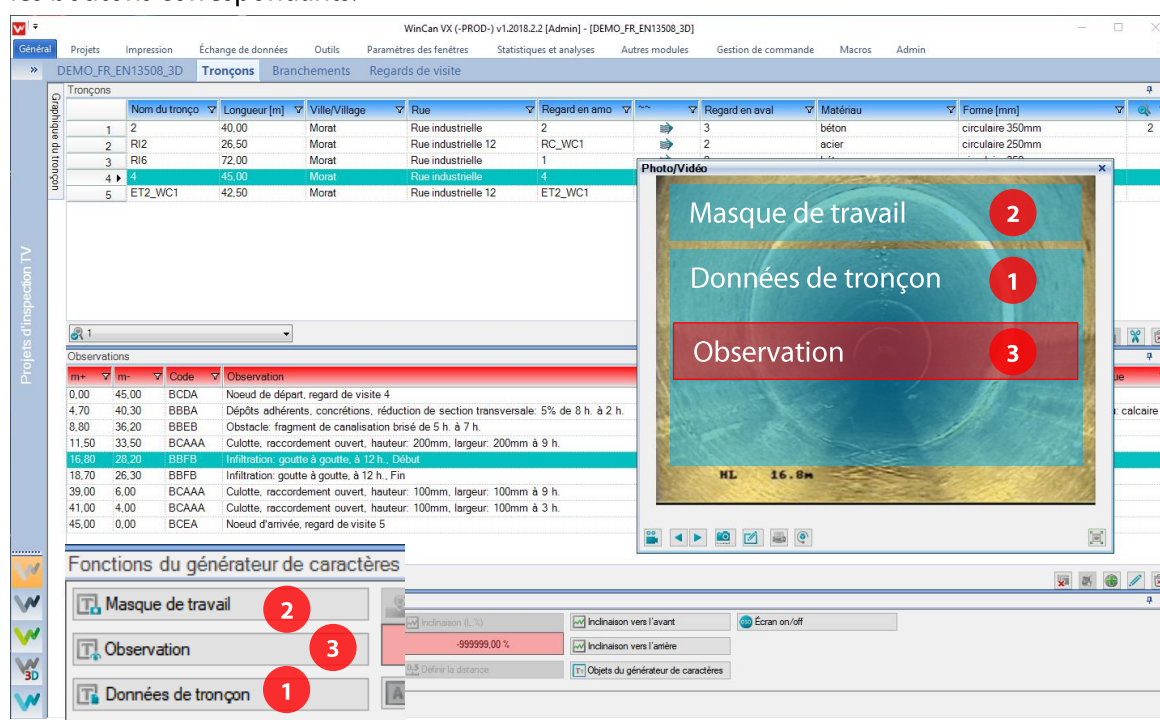 les boutons correspondants.
WinCan VX (-PROD-) v1.2018.2.2 [Admin] - [DEMO_FR_EN13508_3D]
Général Projets Impression Échange de données Outils Paramètres des fenêtres Statistiques et analyses Autres modules Gestion de commande Macros Admin
» DEMO_FR_EN13508_3D Tronçons Branchements Regards de visite
Projets d'inspection TV
Graphique du tronçon
Tronçons
Nom du tronço Longueur [m] Ville/Village Rue Regard en amo ~~ Regard en aval Matériau Forme [mm]
1 2 40,00 Morat Rue industrielle 2 3 béton circulaire 350mm 2
2 RI2 26,50 Morat Rue industrielle 12 RC_WC1 2 acier circulaire 250mm
3 RI6 72,00 Morat Rue industrielle 1
4 4 45,00 Morat Rue industrielle 4
5 ET2_WC1 42,50 Morat Rue industrielle 12 ET2_WC1
Photo/Vidéo
Masque de travail 2
Données de tronçon 1
Observation 3
HL 16.8m
1
Observations
m+ m- Code Observation
0,00 45,00 BCDA Noeud de départ, regard de visite 4
4,70 40,30 BBBA Dépôts adhérents, concrétions, réduction de section transversale: 5% de 8 h. à 2 h. calcaire
8,80 36,20 BBEB Obstacle: fragment de canalisation brisé de 5 h. à 7 h.
11,50 33,50 BCAAA Culotte, raccordement ouvert, hauteur: 200mm, largeur: 200mm à 9 h.
16,80 28,20 BBFB Infiltration: goutte à goutte, à 12 h., Début
18,70 26,30 BBFB Infiltration: goutte à goutte, à 12 h., Fin
39,00 6,00 BCAAA Culotte, raccordement ouvert, hauteur: 100mm, largeur: 100mm à 9 h.
41,00 4,00 BCAAA Culotte, raccordement ouvert, hauteur: 100mm, largeur: 100mm à 3 h.
45,00 0,00 BCEA Noeud d'arrivée, regard de visite 5
Fonctions du générateur de caractères
Masque de travail 2
Observation 3
Données de tronçon 1
Inclinaison (L.%) Inclinaison vers l'avant Écran on/off
-999999,00 % Inclinaison vers l'arrière
Définir la distance Objets du générateur de caractères
3D